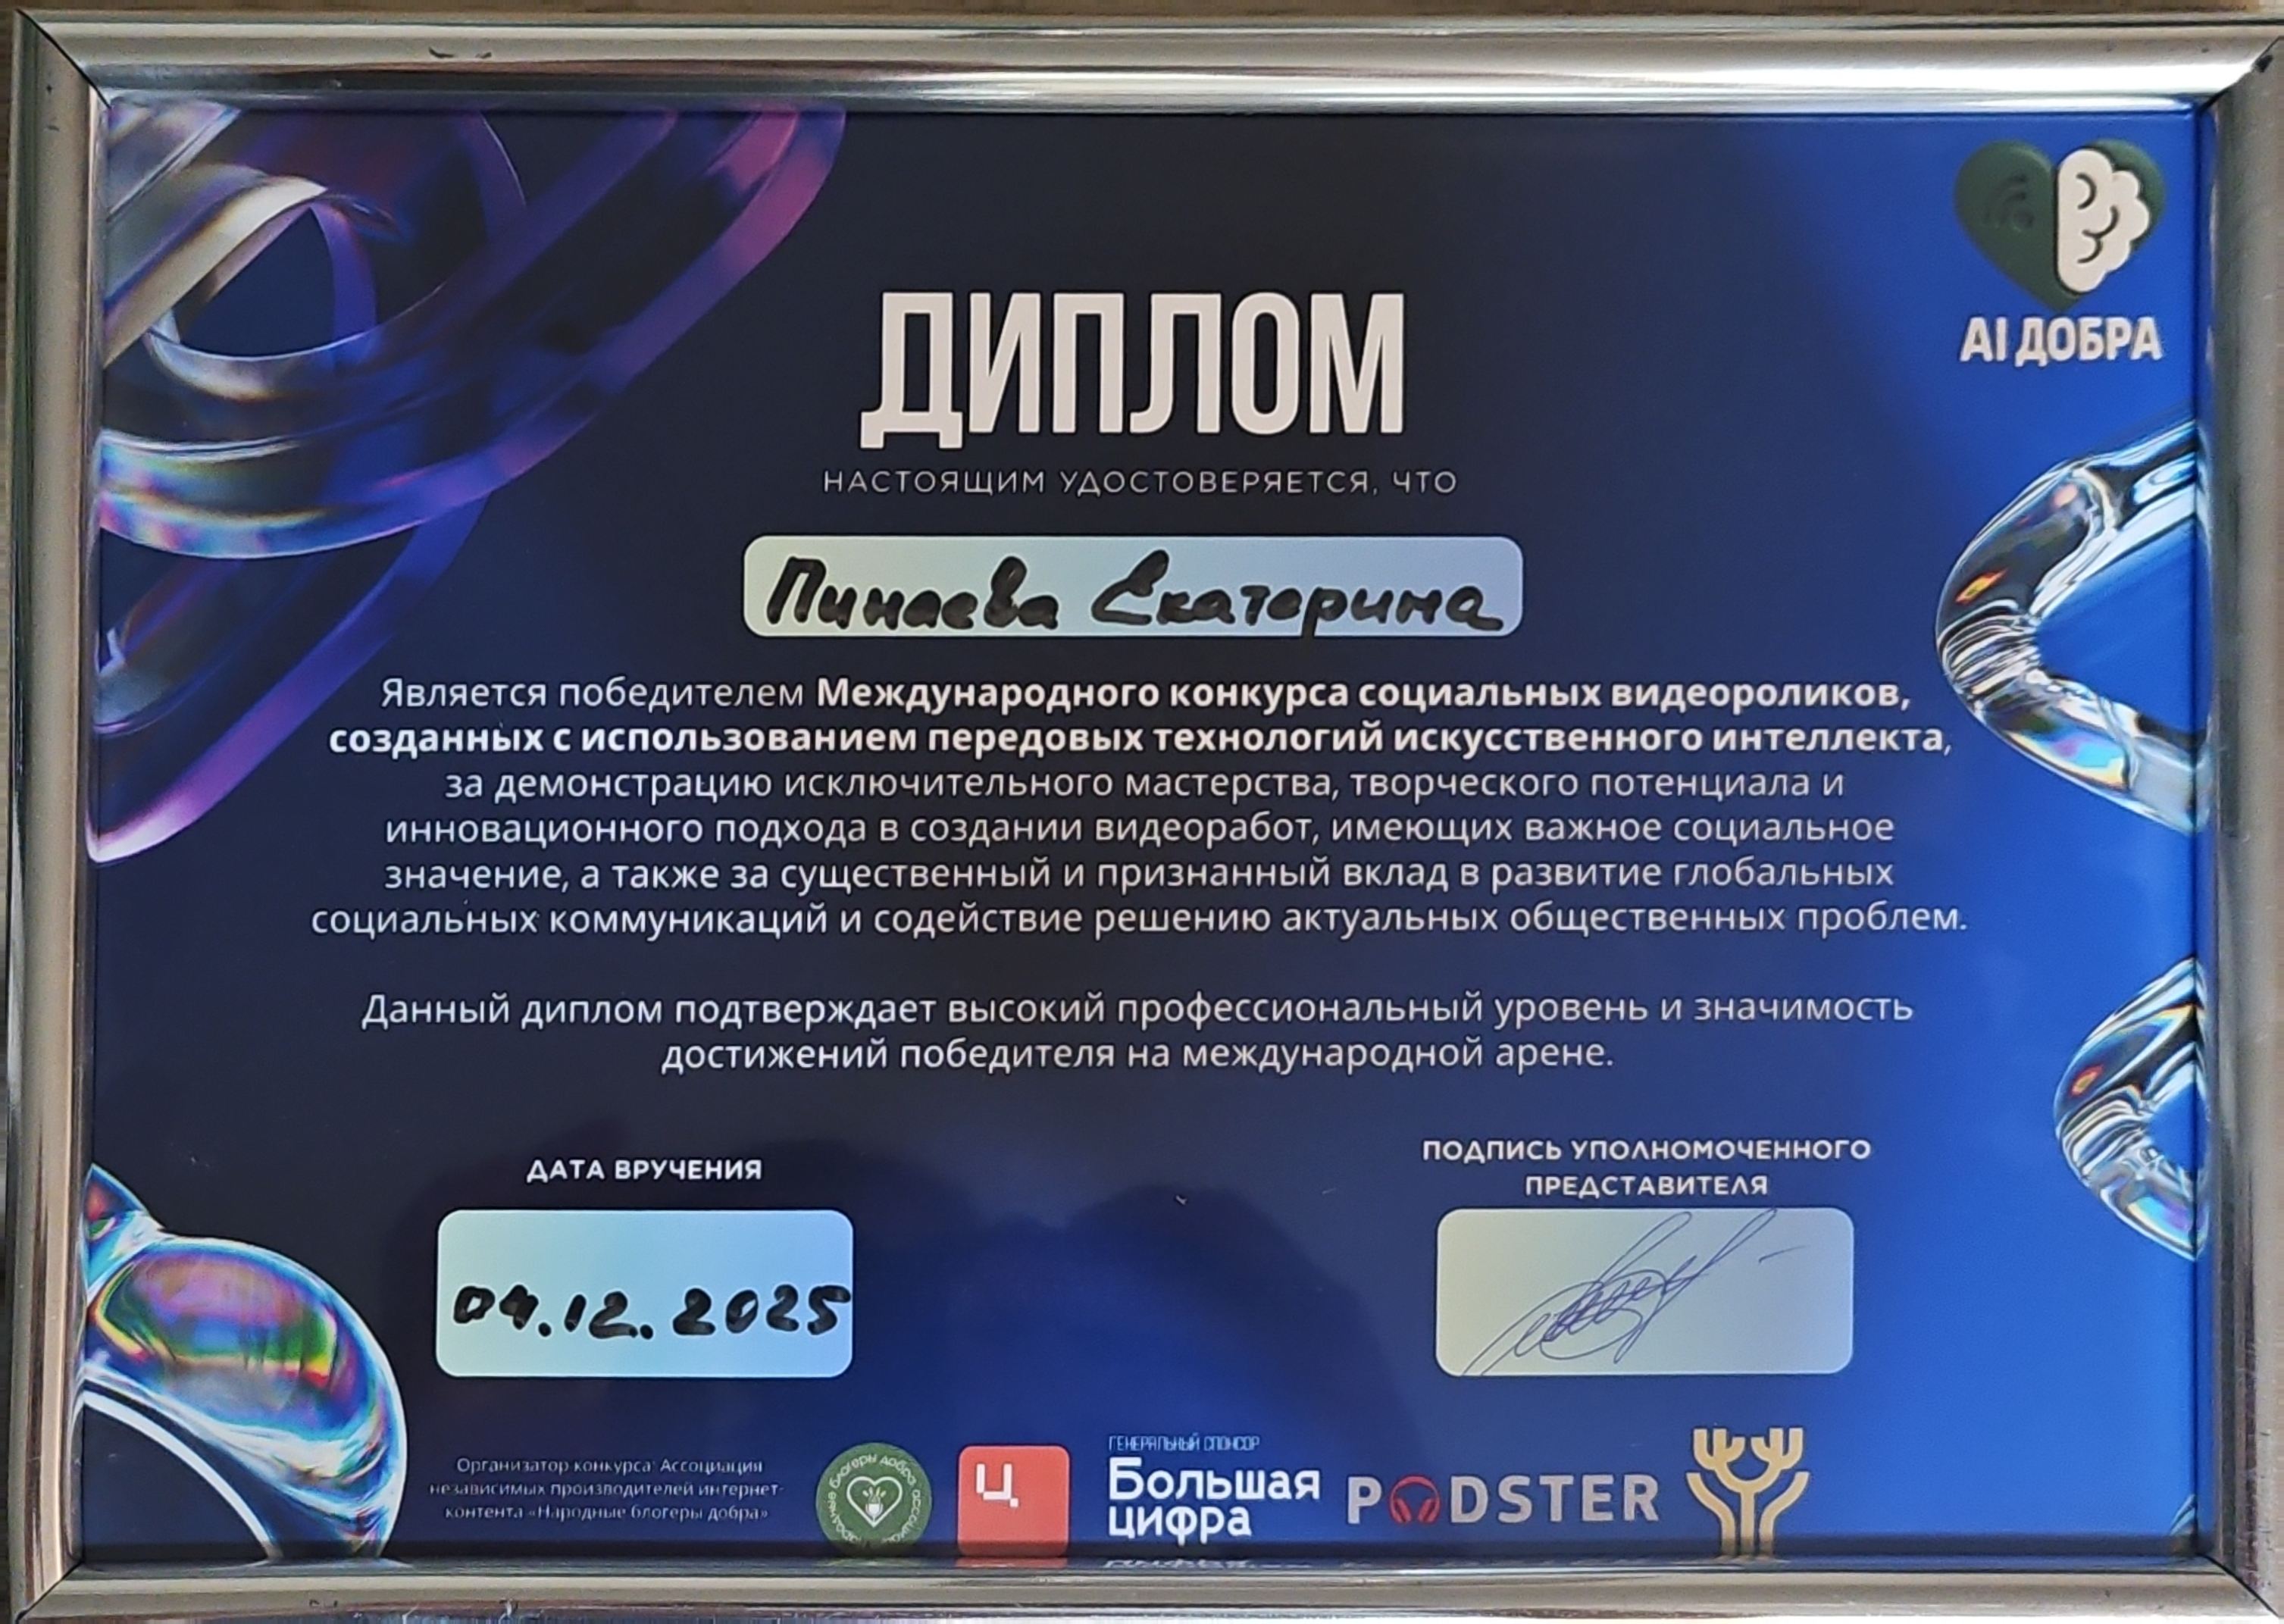 AI ДОБРА
ДИПЛОМ
НАСТОЯЩИМ УДОСТОВЕРЯЕТСЯ, ЧТО
Пинаева Екатерина
Является победителем Международного конкурса социальных видеороликов,
созданных с использованием передовых технологий искусственного интеллекта,
за демонстрацию исключительного мастерства, творческого потенциала и
инновационного подхода в создании видеоработ, имеющих важное социальное
значение, а также за существенный и признанный вклад в развитие глобальных
социальных коммуникаций и содействие решению актуальных общественных проблем.
Данный диплом подтверждает высокий профессиональный уровень и значимость
достижений победителя на международной арене.
ДАТА ВРУЧЕНИЯ
04.12.2025
ПОДПИСЬ УПОЛНОМОЧЕННОГО
ПРЕДСТАВИТЕЛЯ
Организатор конкурса: Ассоциация
независимых производителей интернет-
контента «Народные блогеры добра»
блогеры добра
Ц
ГЕНЕРАЛЬНЫЙ СПОНСОР
Большая
цифра
PODSTER